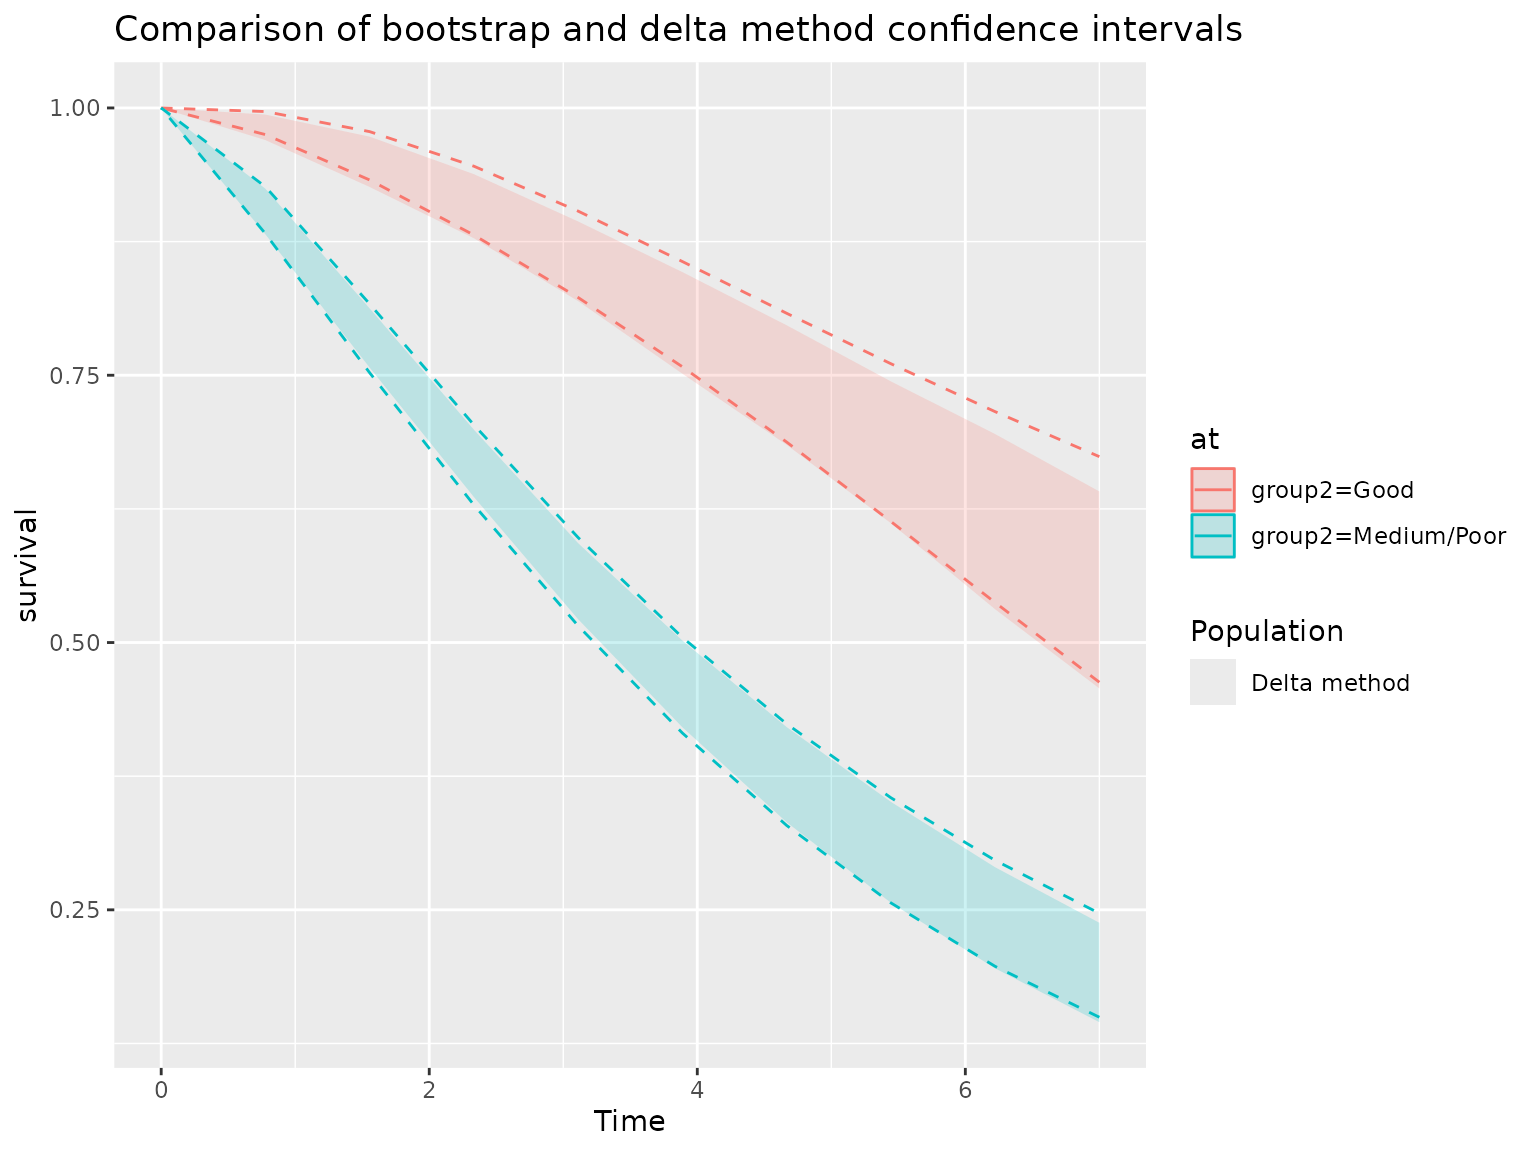 Comparison of bootstrap and delta method confidence intervals
1.00
0.75
0.50
0.25
survival
0
2
4
6
Time
at
group2=Good
group2=Medium/Poor
Population
Delta method